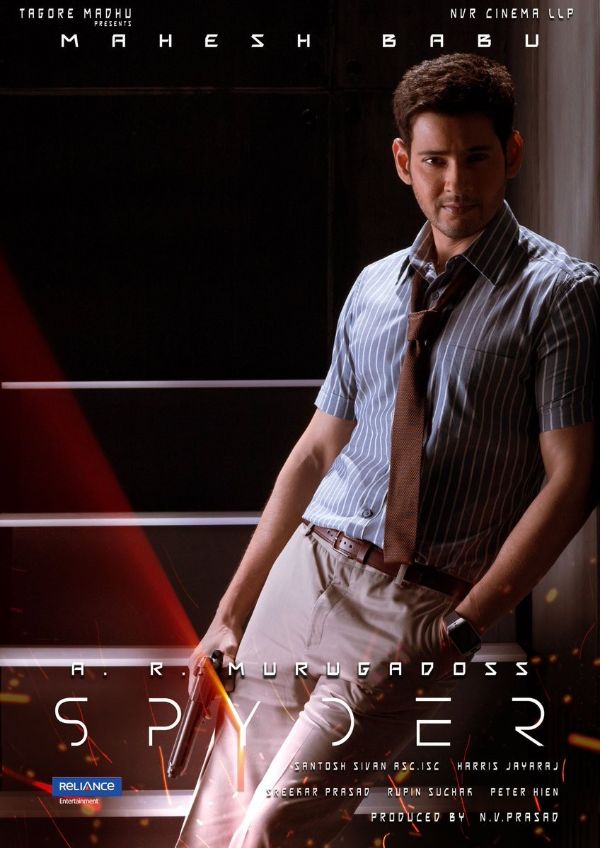 TAGORE MADHU
PRESENTS
NVR CINEMA LLP
MAHESH BABU
A. R. MURUGADOSS
SPYDER
SANTOSH SIVAN ASC.ISC HARRIS JAYARAJ
SREEKAR PRASAD RUPIN SUCHAK PETER HIEN
PRODUCED BY N.V.PRASAD
RELIANCE
Entertainment